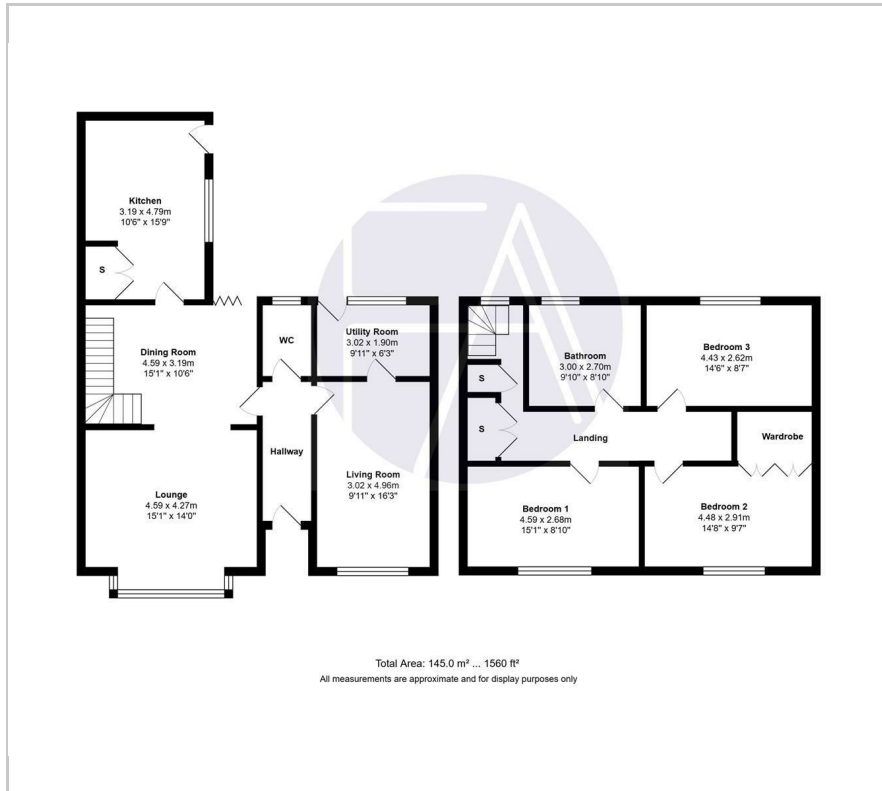 Kitchen
3.19 x 4.79m
10'6" x 15'9"
S
Dining Room
4.59 x 3.19m
15'1" x 10'6"
WC
Utility Room
3.02 x 1.90m
9'11" x 6'3"
Hallway
Living Room
3.02 x 4.96m
9'11" x 16'3"
Lounge
4.59 x 4.27m
15'1" x 14'0"
Bathroom
3.00 x 2.70m
9'10" x 8'10"
Bedroom 3
4.43 x 2.62m
14'6" x 8'7"
S
S
Landing
Wardrobe
Bedroom 1
4.59 x 2.68m
15'1" x 8'10"
Bedroom 2
4.48 x 2.91m
14'8" x 9'7"
Total Area: 145.0 m² ... 1560 ft²
All measurements are approximate and for display purposes only